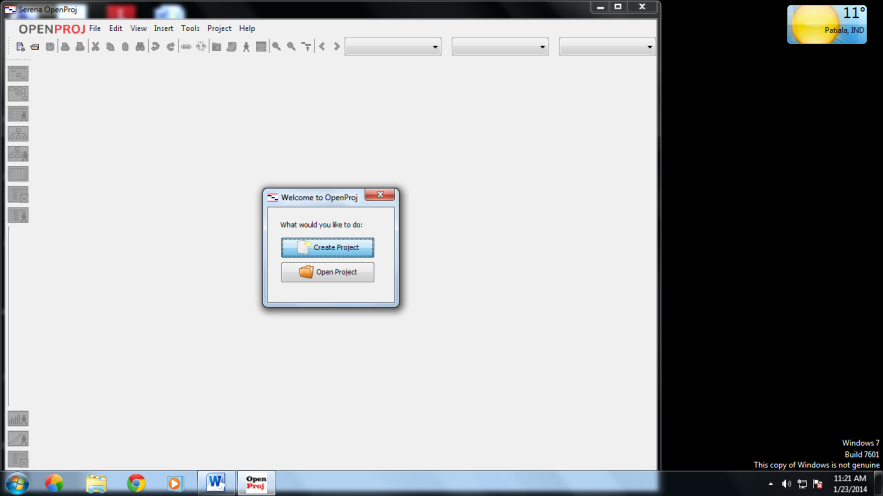 Serena OpenProj
OPENPROJ File Edit View Insert Tools Project Help
11°
Patiala, IND
Welcome to OpenProj
What would you like to do:
Create Project
Open Project
Windows 7
Build 7601
This copy of Windows is not genuine
W
Open
Proj
11:21 AM
1/23/2014